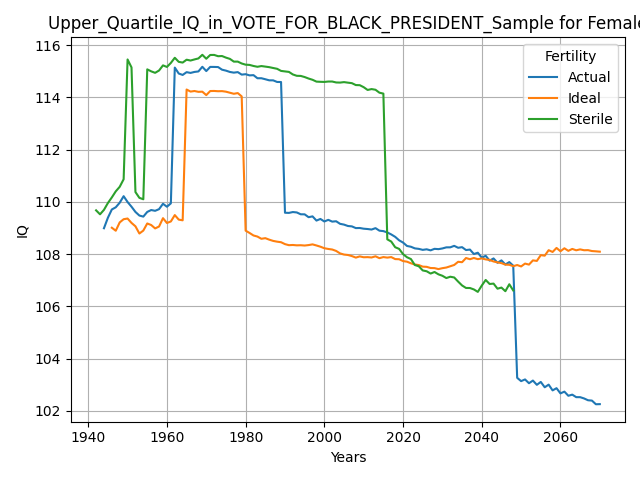 Upper_Quartile_IQ_in_VOTE_FOR_BLACK_PRESIDENT_Sample for Female
116
114
112
110
108
106
104
102
IQ
Fertility
Actual
Ideal
Sterile
1940 1960 1980 2000 2020 2040 2060
Years